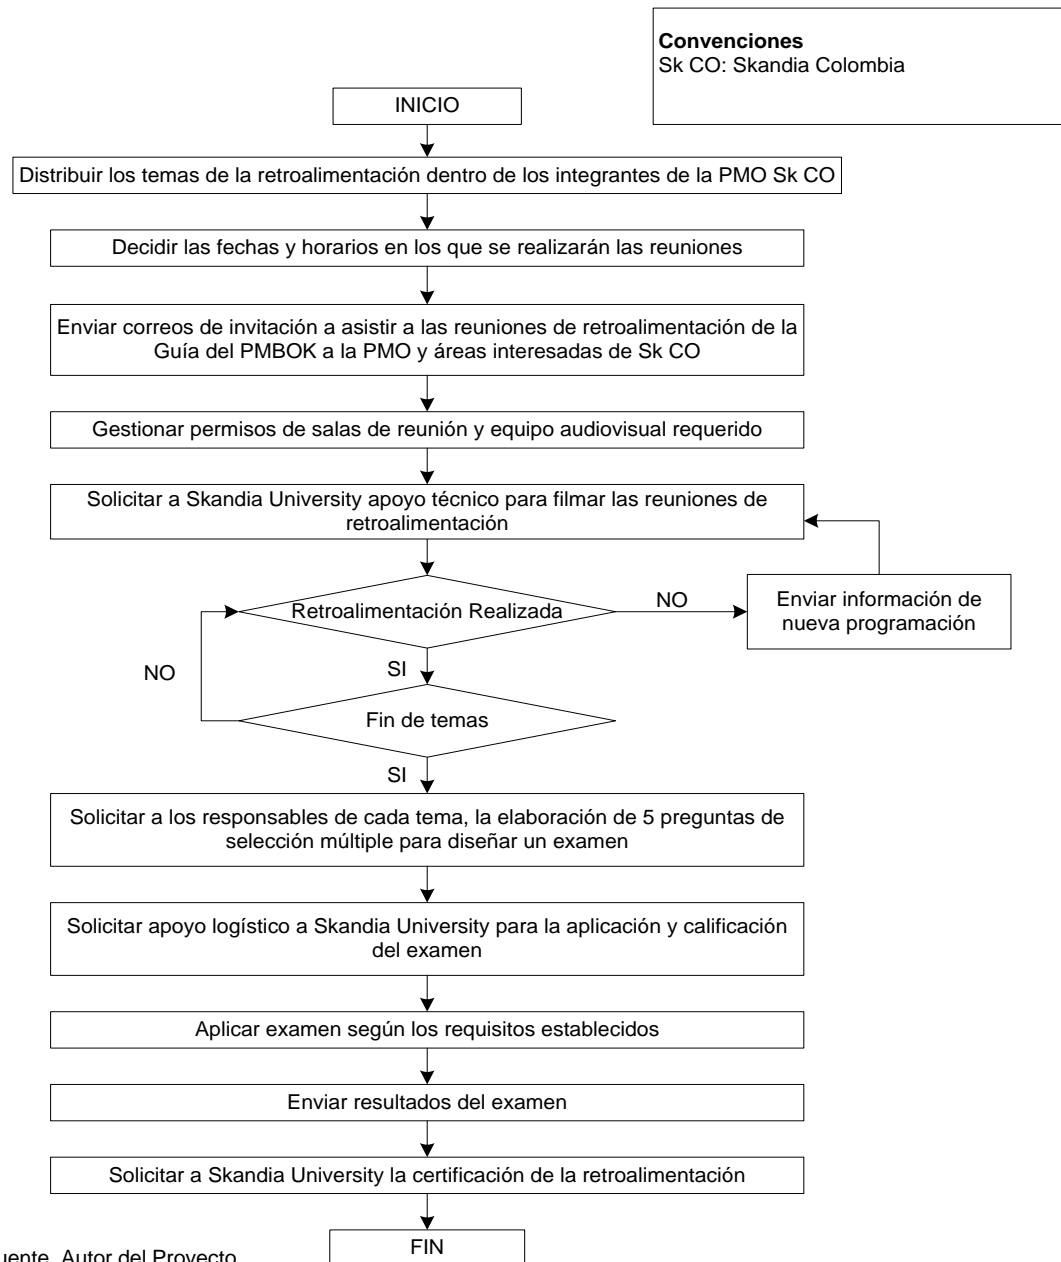 Convenciones
Sk CO: Skandia Colombia
INICIO
Distribuir los temas de la retroalimentación dentro de los integrantes de la PMO Sk CO
Decidir las fechas y horarios en los que se realizarán las reuniones
Enviar correos de invitación a asistir a las reuniones de retroalimentación de la
Guía del PMBOK a la PMO y áreas interesadas de Sk CO
Gestionar permisos de salas de reunión y equipo audiovisual requerido
Solicitar a Skandia University apoyo técnico para filmar las reuniones de
retroalimentación
Retroalimentación Realizada
NO
Enviar información de
nueva programación
NO
SI
Fin de temas
SI
Solicitar a los responsables de cada tema, la elaboración de 5 preguntas de
selección múltiple para diseñar un examen
Solicitar apoyo logístico a Skandia University para la aplicación y calificación
del examen
Aplicar examen según los requisitos establecidos
Enviar resultados del examen
Solicitar a Skandia University la certificación de la retroalimentación
FIN
uente. Autor del Proyecto